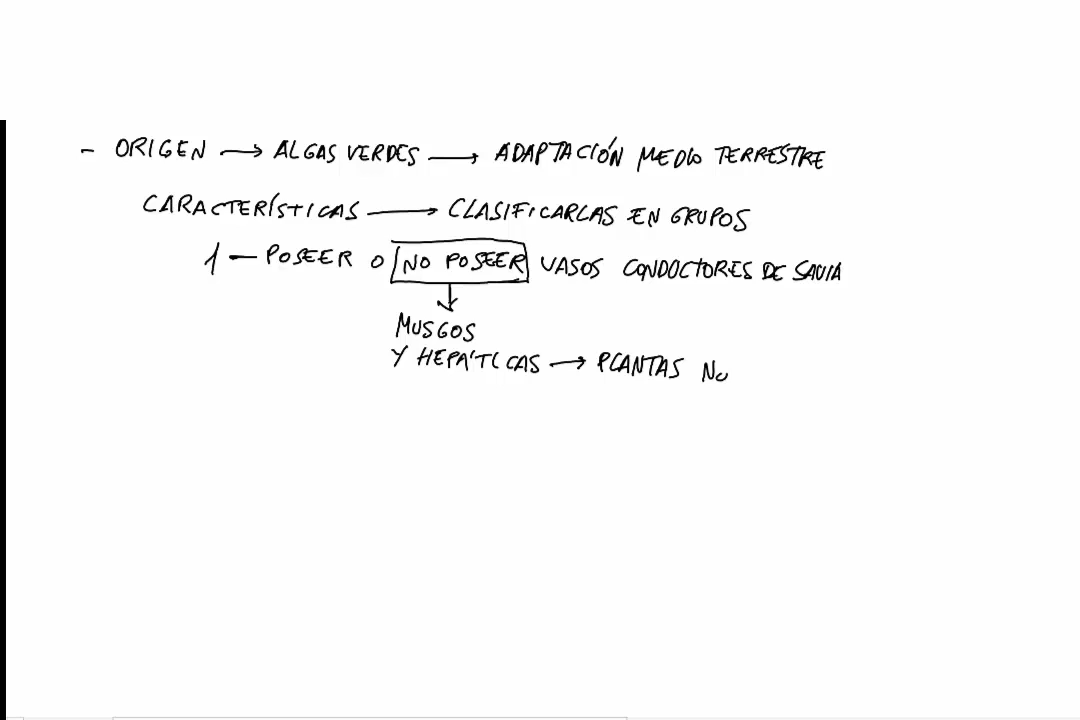 - ORIGEN → ALGAS VERDES → ADAPTACIÓN MEDIO TERRESTRE
CARACTERÍSTICAS → CLASIFICARLAS EN GRUPOS
1 - POSEER O NO POSEER VASOS CONDUCTORES DE SAVIA
MUSGOS
Y HEPÁTICAS → PLANTAS NO